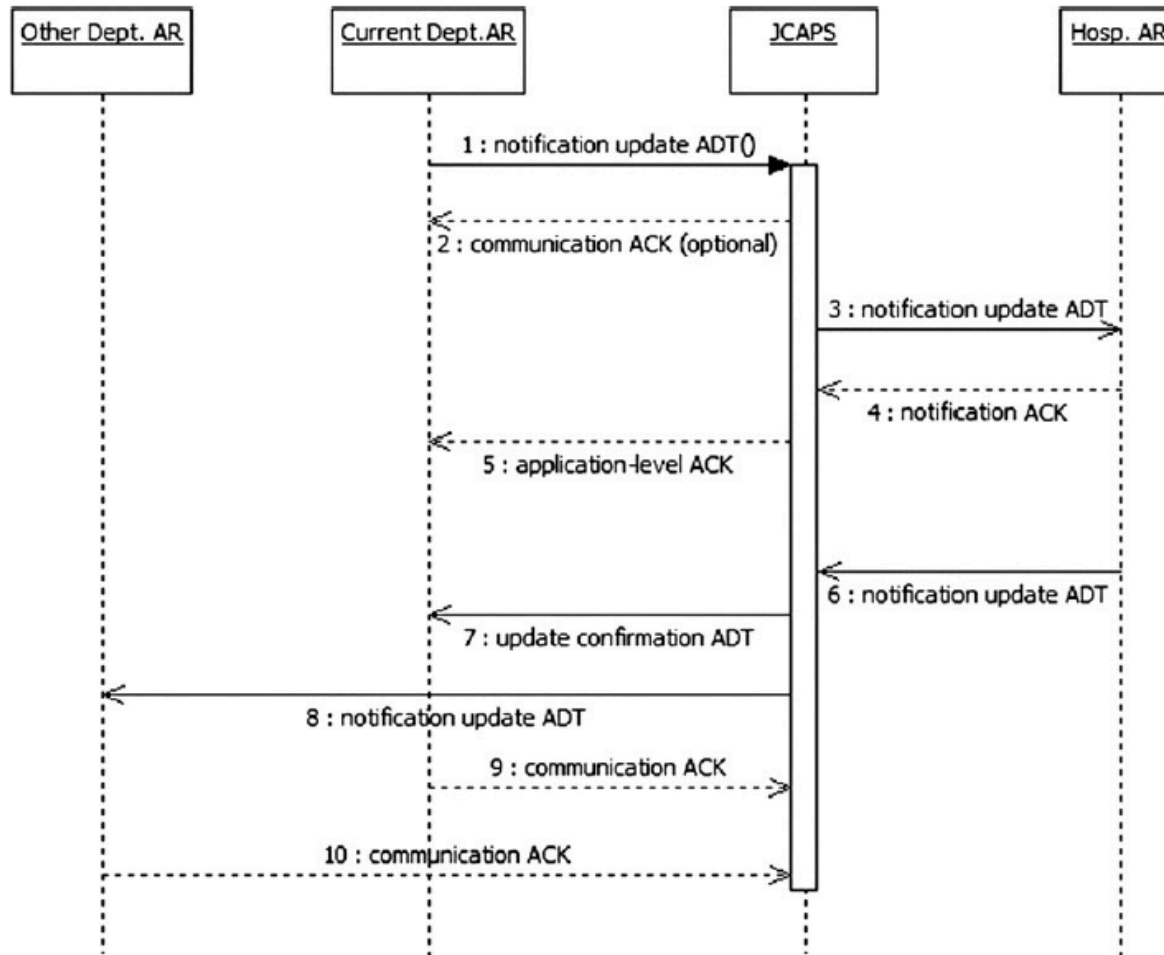 Other Dept. AR
Current Dept.AR
JCAPS
Hosp. AR
1 : notification update ADT()
2 : communication ACK (optional)
3 : notification update ADT
4 : notification ACK
5 : application-level ACK
6 : notification update ADT
7 : update confirmation ADT
8 : notification update ADT
9 : communication ACK
10 : communication ACK